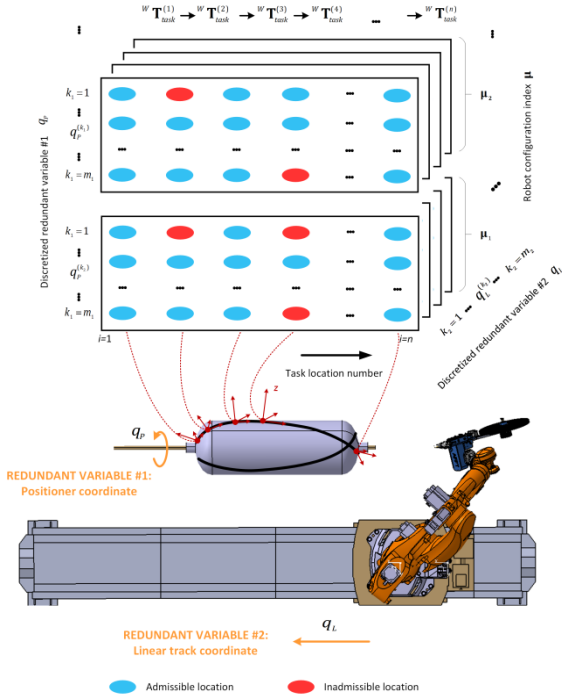 W T task (1) W T task (2) W T task (3) W T task (4) ... W T task (n)
k1 = 1
q_P^(k1)
k1 = m1
μ2
k1 = 1
q_P^(k1)
k1 = m1
μ1
Discretized redundant variable #1 q_P
Robot configuration index μ
k2 = 1 ... q_L^(k2) ... k2 = m2
Discretized redundant variable #2 q_L
i=1
i=n
Task location number
z
q_P
REDUNDANT VARIABLE #1:
Positioner coordinate
q_L
REDUNDANT VARIABLE #2:
Linear track coordinate
Admissible location
Inadmissible location